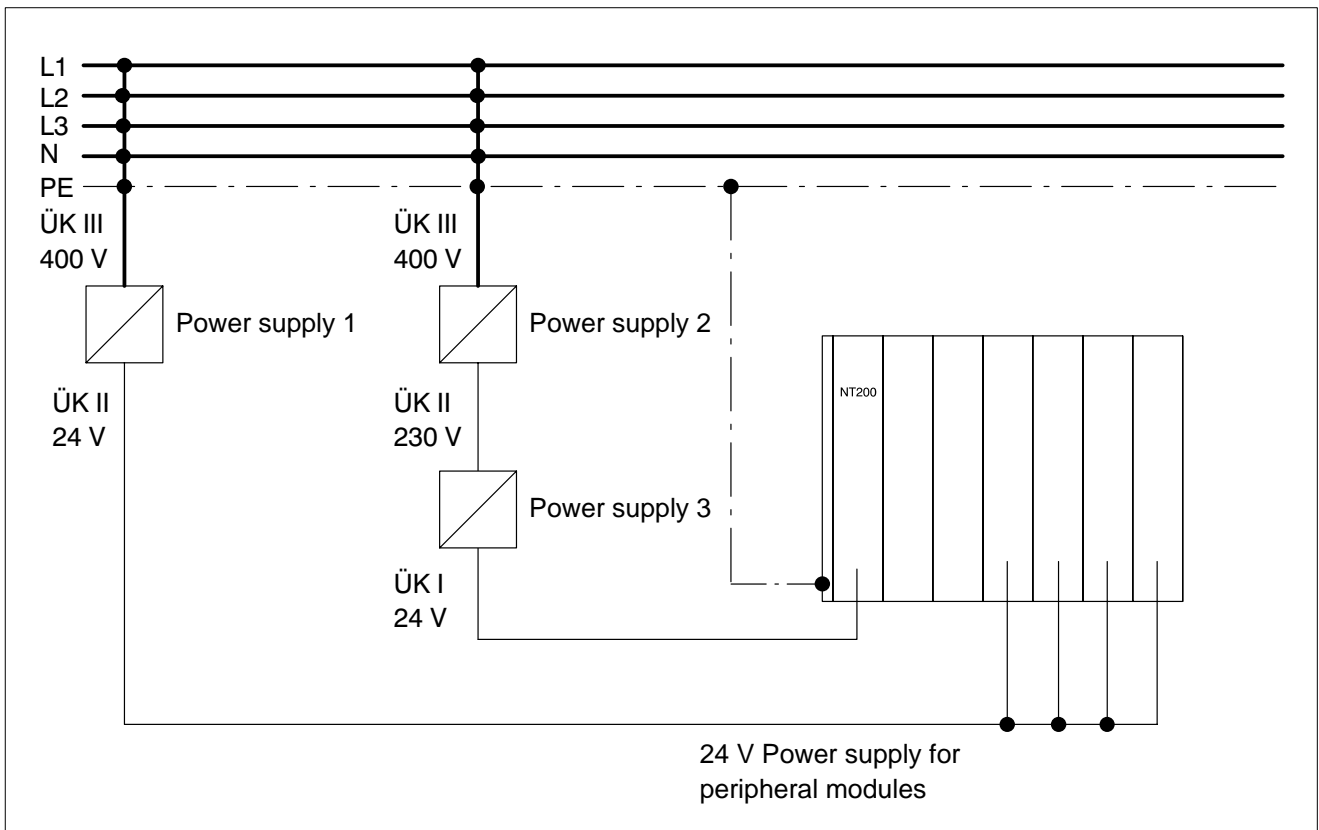 L1
L2
L3
N
PE
ÜK III
400 V
ÜK III
400 V
Power supply 1
Power supply 2
NT200
ÜK II
24 V
ÜK II
230 V
Power supply 3
ÜK I
24 V
24 V Power supply for
peripheral modules